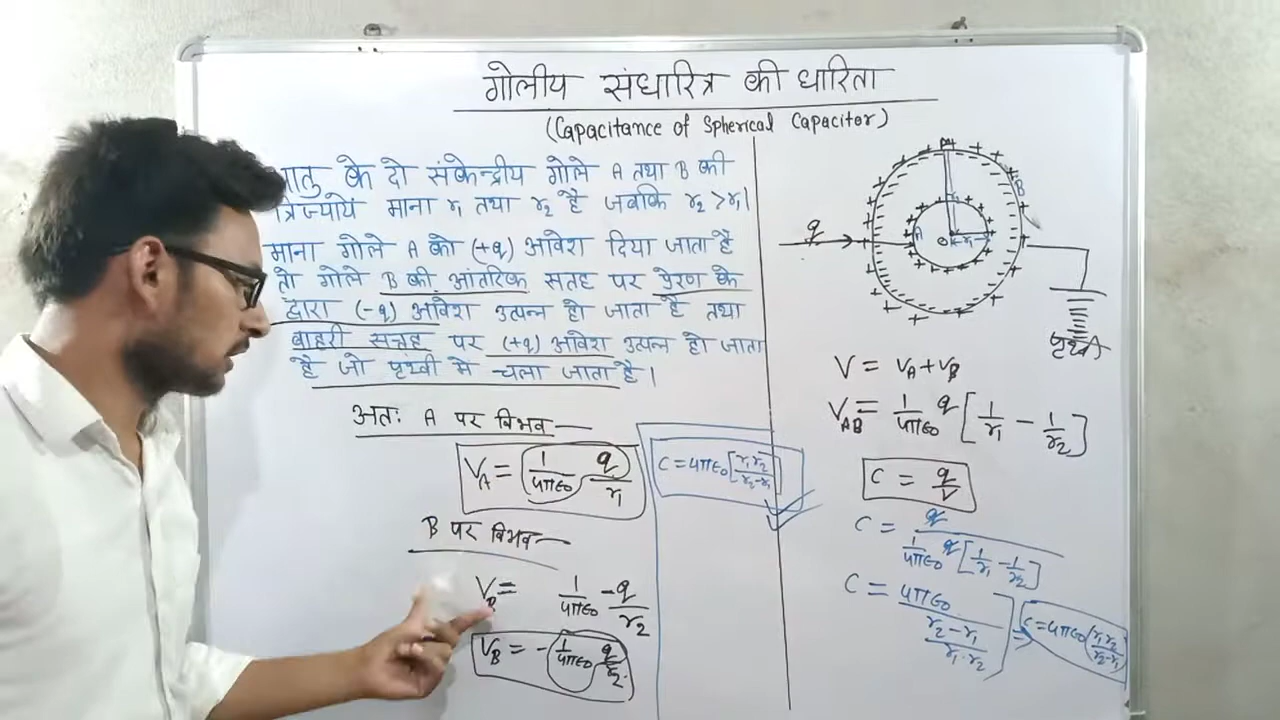 गोलीय संधारित्र की धारिता
(Capacitance of Spherical Capacitor)
के दो संकेन्द्रीय गोले A तथा B की
माना r₁ तथा r₂ है जबकि r₂ > r₁।
माना गोले A को (+q) आवेश दिया जाता है
तो गोले B की आंतरिक सतह पर प्रेरण के
द्वारा (-q) आवेश उत्पन्न हो जाता है तथा
बाहरी सतह पर (+q) आवेश उत्पन्न हो जाता
है जो पृथ्वी में चला जाता है।
अतः A पर विभव—
V_A = 1/4πε₀ q/r₁
B पर विभव—
V_B = 1/4πε₀ -q/r₂
V_B = -1/4πε₀ q/r₂
C = 4πε₀[r₁r₂/r₂-r₁]
q
A
B
O
r₁
पृथ्वी
V = V_A + V_B
V_AB = 1/4πε₀ q [1/r₁ - 1/r₂]
C = q/V
C = q / 1/4πε₀ q[1/r₁ - 1/r₂]
C = 4πε₀ / r₂-r₁/r₁.r₂ ⇒ C = 4πε₀(r₁r₂/r₂-r₁)